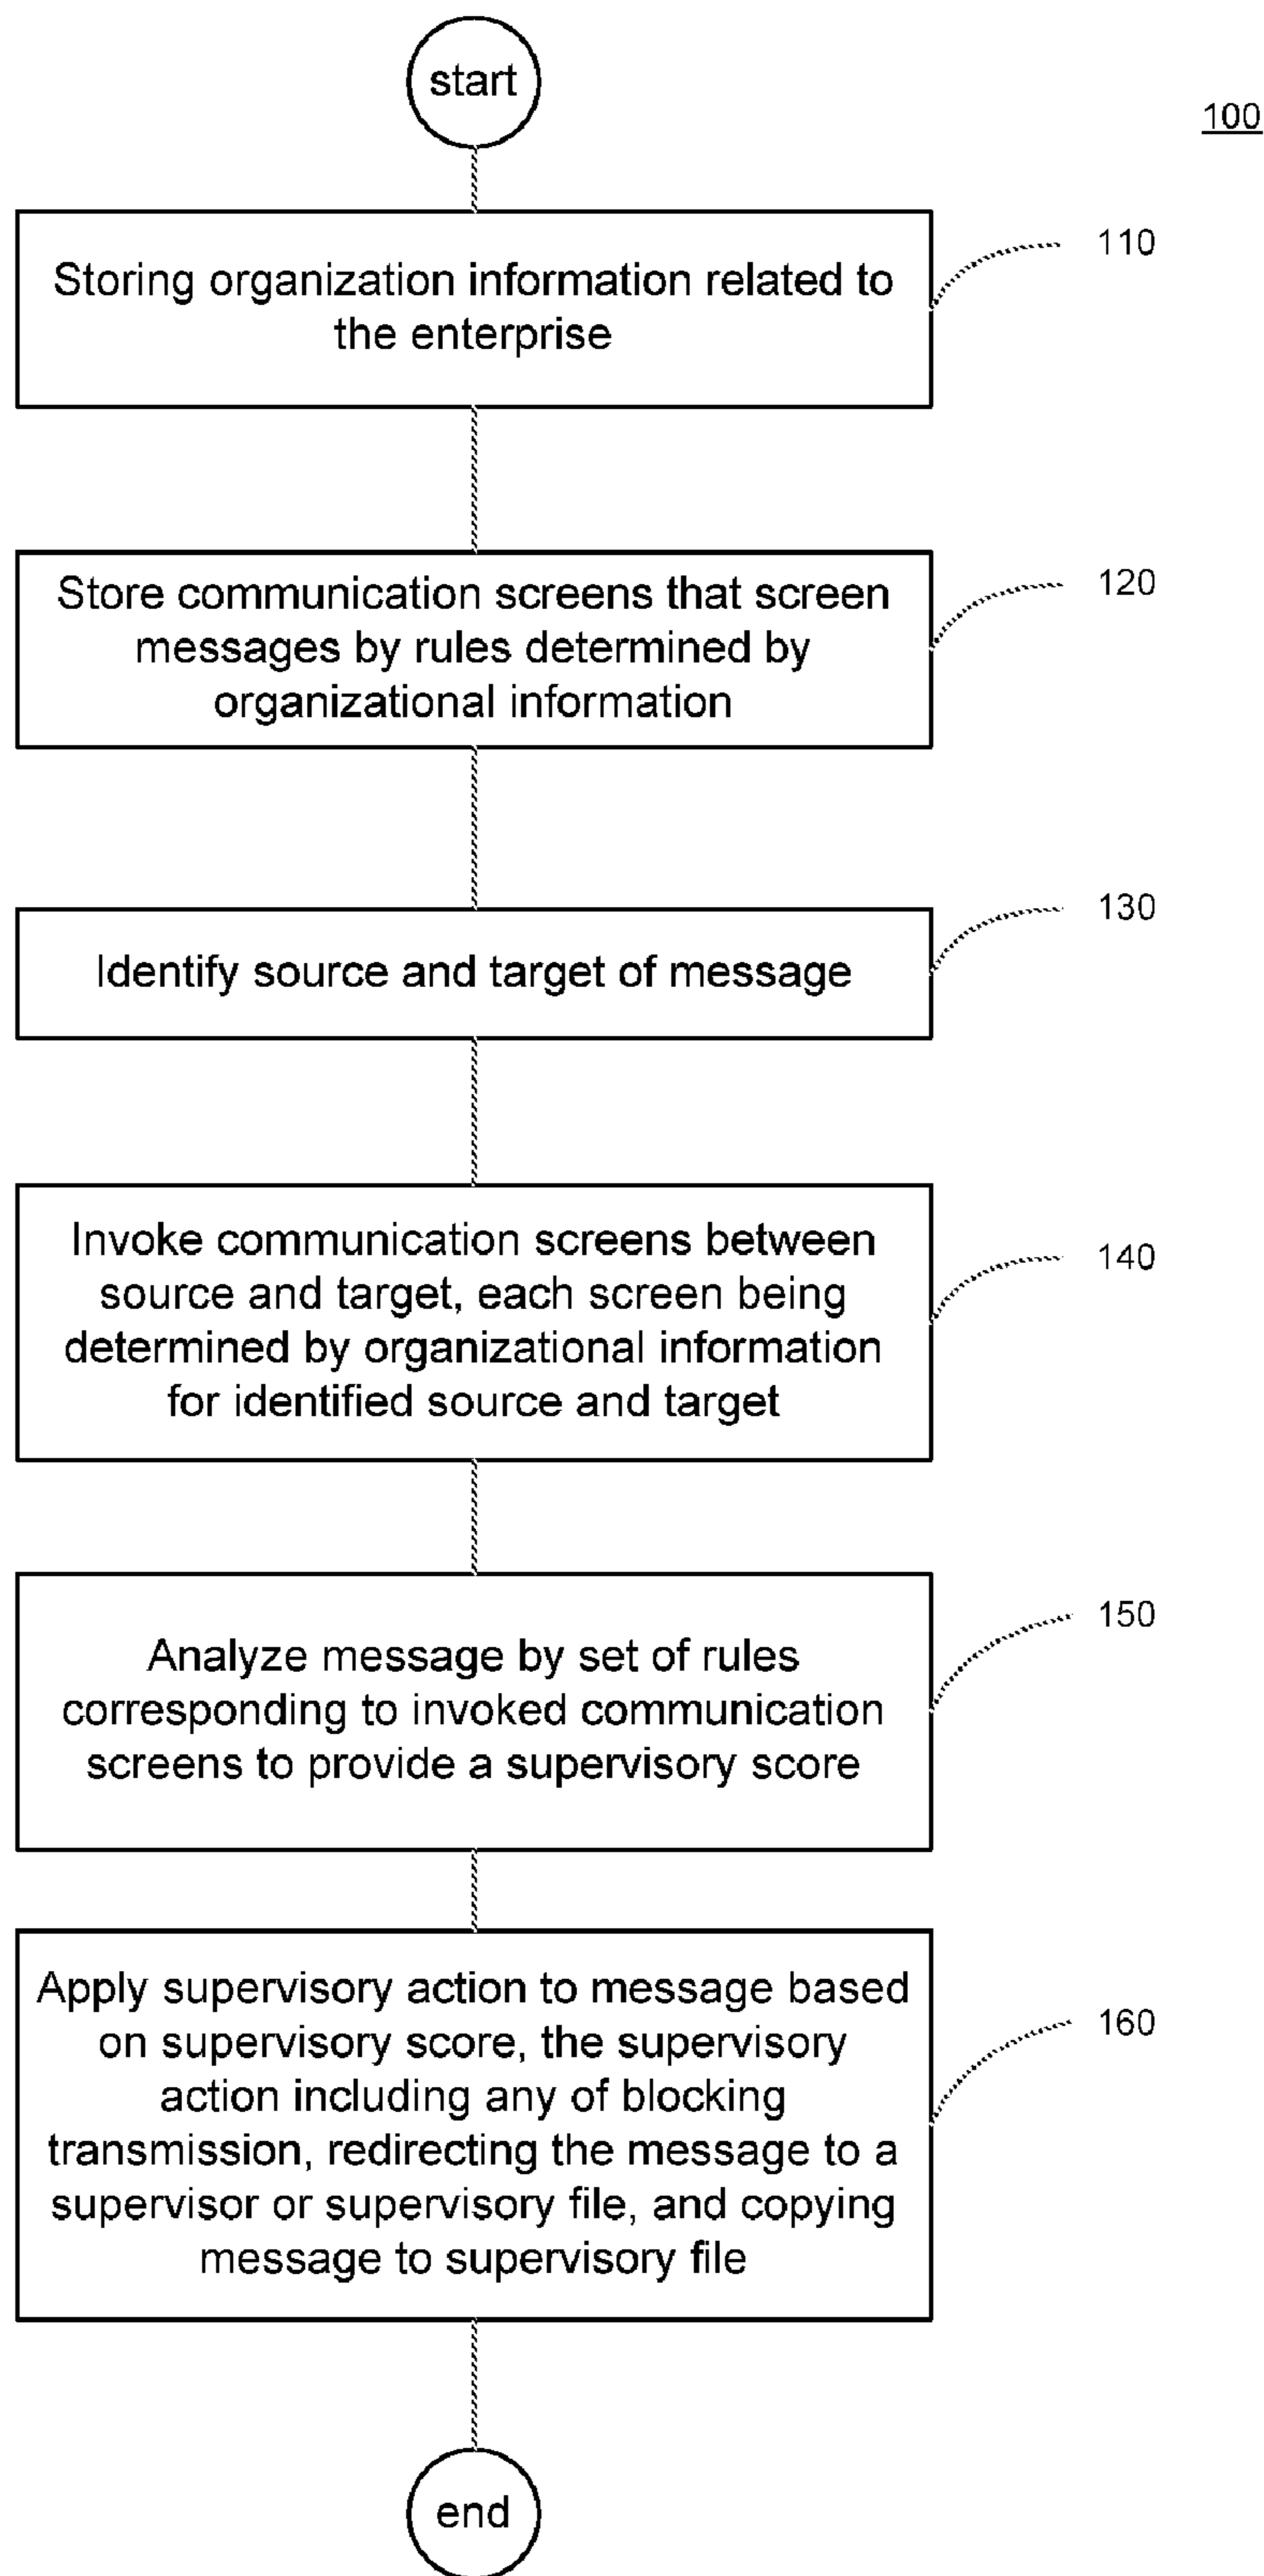 start
100
Storing organization information related to
the enterprise
110
Store communication screens that screen
messages by rules determined by
organizational information
120
Identify source and target of message
130
Invoke communication screens between
source and target, each screen being
determined by organizational information
for identified source and target
140
Analyze message by set of rules
corresponding to invoked communication
screens to provide a supervisory score
150
Apply supervisory action to message based
on supervisory score, the supervisory
action including any of blocking
transmission, redirecting the message to a
supervisor or supervisory file, and copying
message to supervisory file
160
end